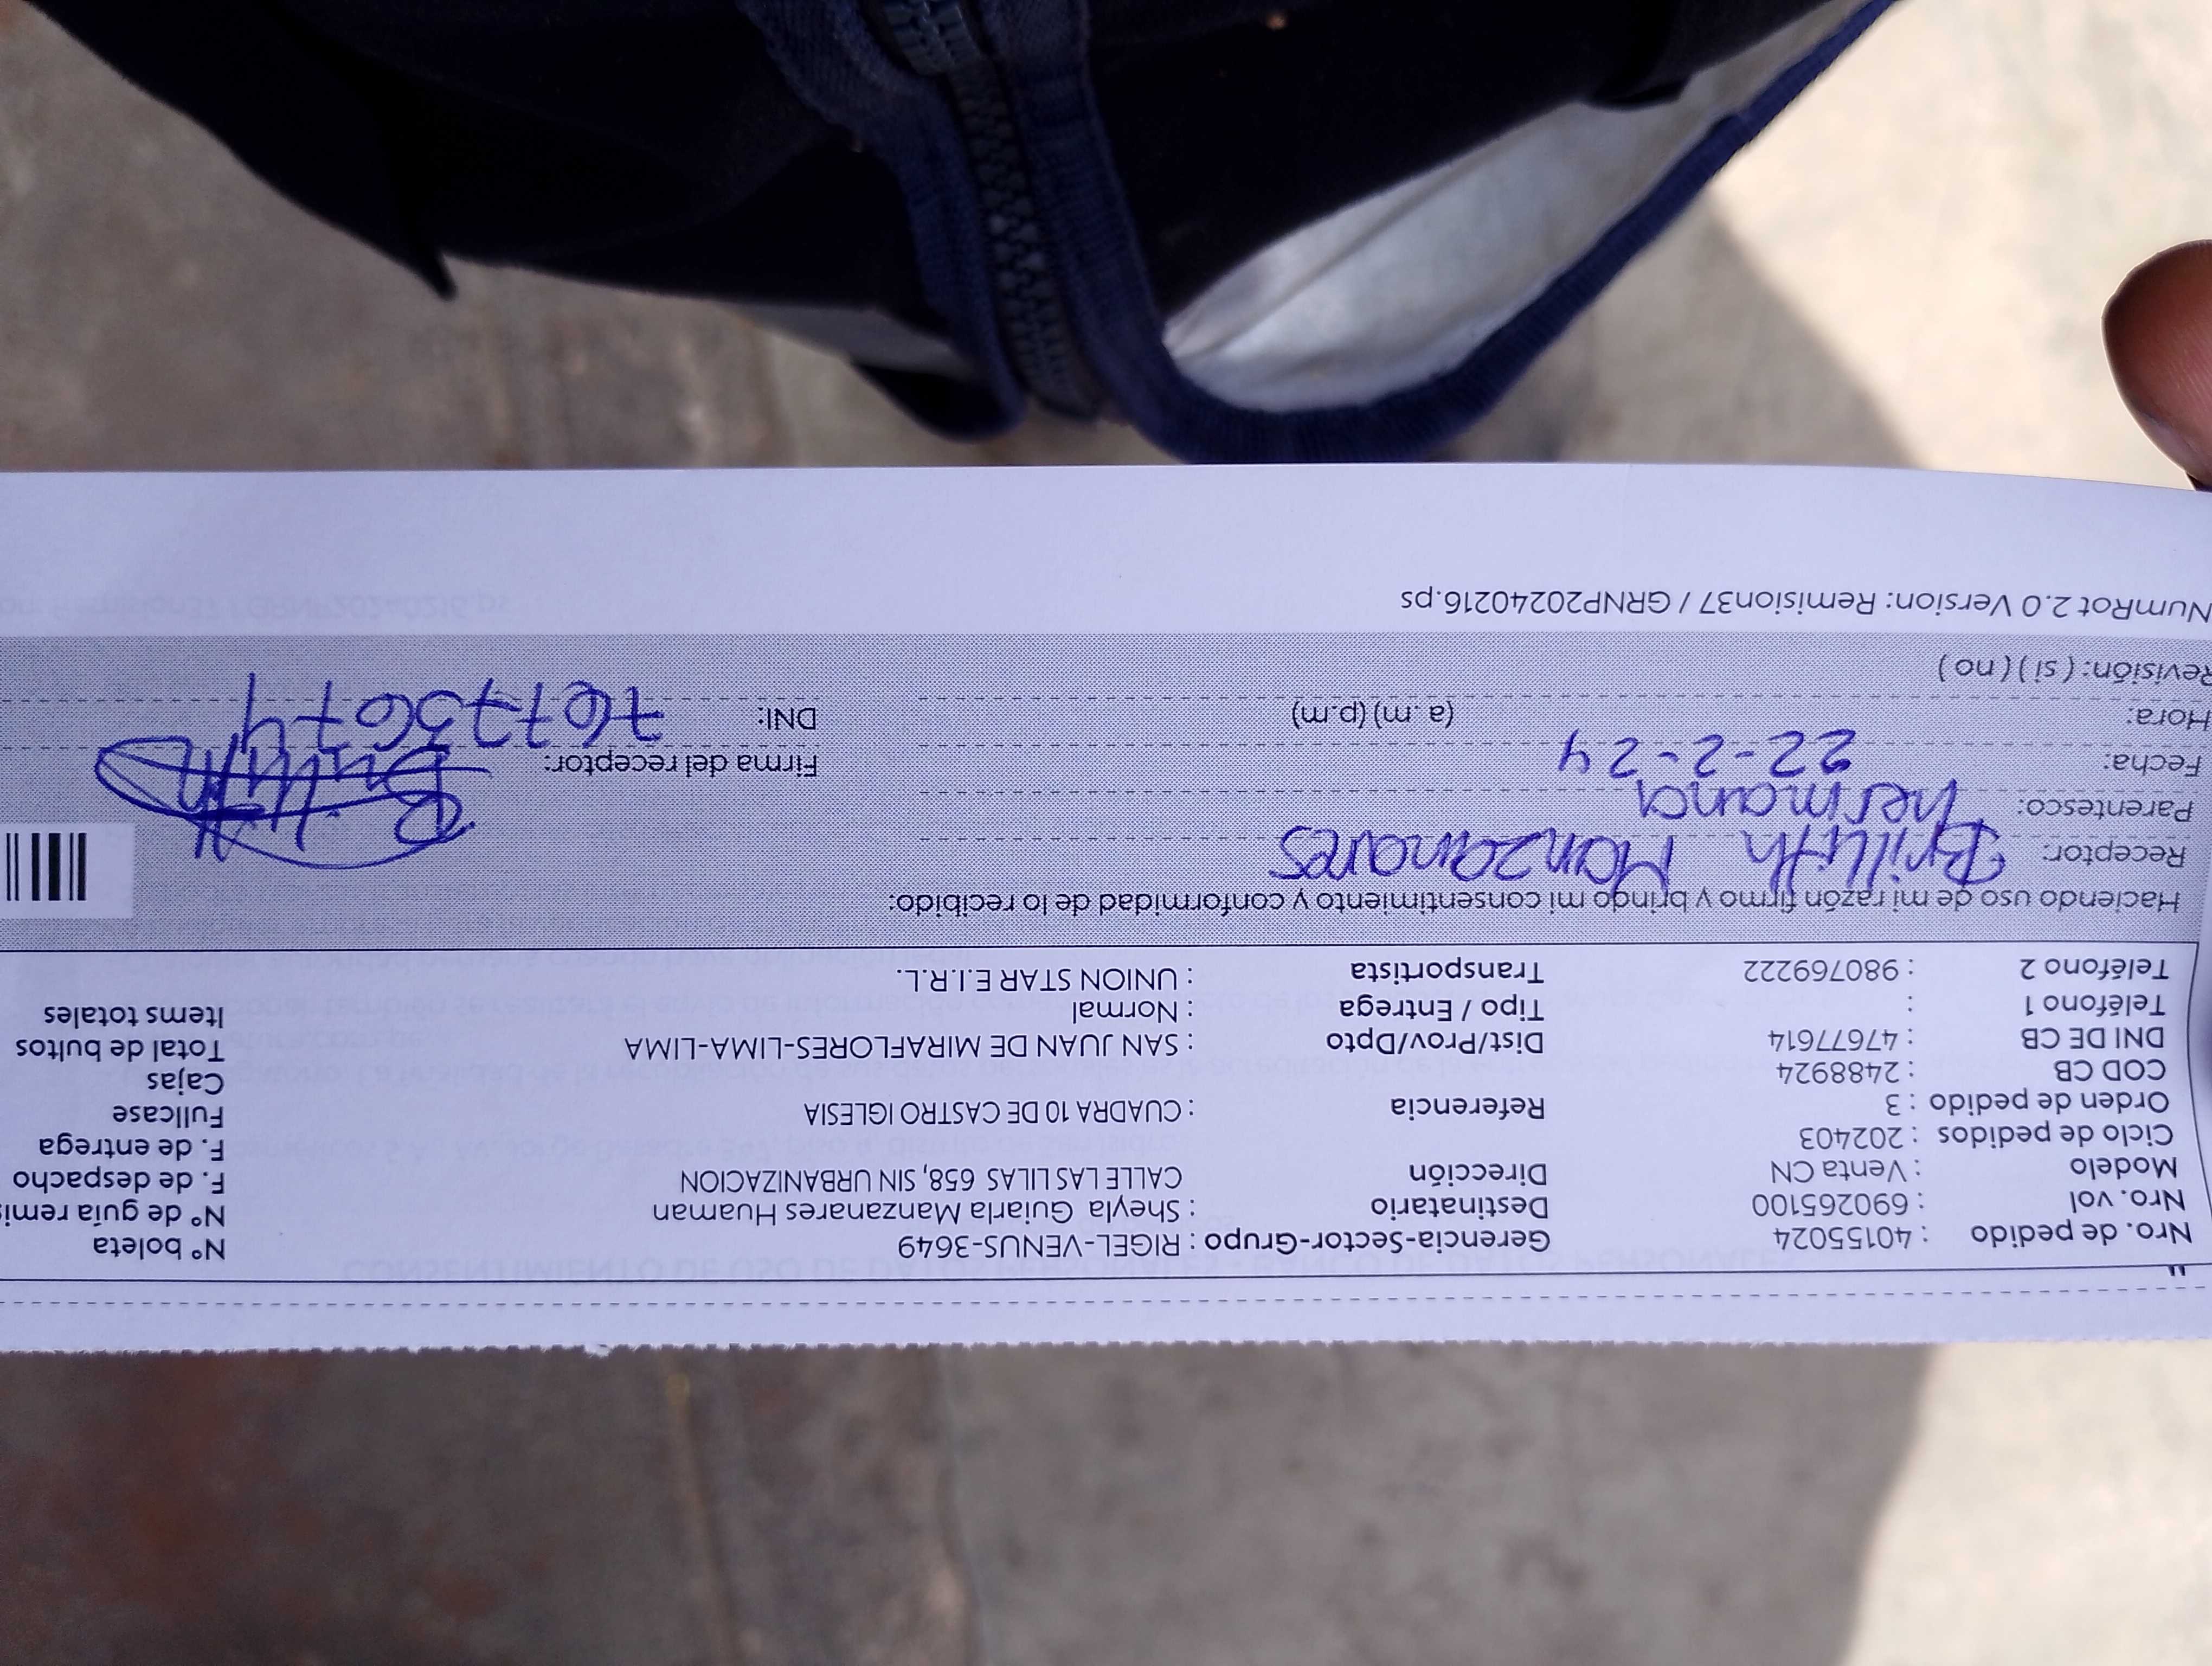 Nro. de pedido : 40155024 Gerencia-Sector-Grupo : RIGEL-VENUS-3649 N° boleta
Nro. vol : 690265100 Destinatario : Sheyla Guiarla Manzanares Huaman N° de guía remis
Modelo : Venta CN Dirección CALLE LAS LILAS 658, SIN URBANIZACION F. de despacho
Ciclo de pedidos : 202403 F. de entrega
Orden de pedido : 3 Referencia : CUADRA 10 DE CASTRO IGLESIA Fullcase
COD CB : 2488924 Cajas
DNI DE CB : 47677614 Dist/Prov/Dpto : SAN JUAN DE MIRAFLORES-LIMA-LIMA Total de bultos
Teléfono 1 : Tipo / Entrega : Normal Items totales
Teléfono 2 : 980769222 Transportista : UNION STAR E.I.R.L.
Haciendo uso de mi razón firmo y bringo mi consentimiento y conformidad de lo recibido:
Receptor: Brillith Manzanares
Parentesco: hermana
Fecha: 22-2-24 Firma del receptor:
Hora: (a .m) (p.m) DNI: 76773674
Revisión: ( si ) ( no )
NumRot 2.0 Version: Remision37 / GRNP20240216.ps